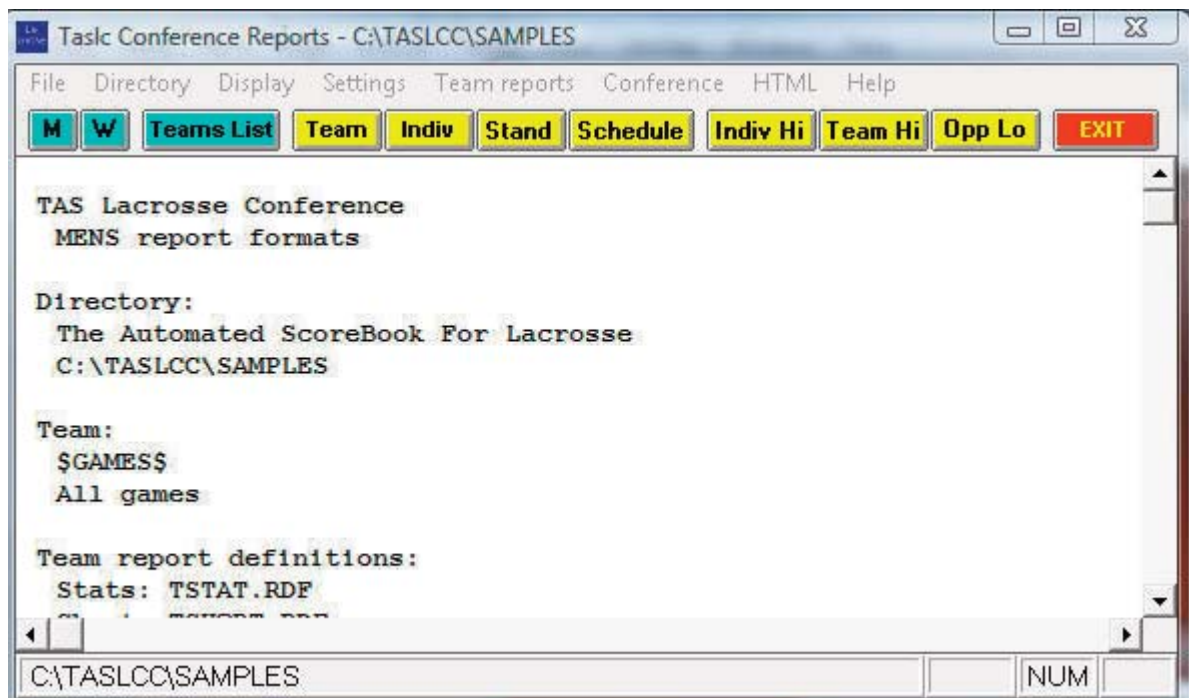 Taslc Conference Reports - C:\TASLCC\SAMPLES
File Directory Display Settings Team reports Conference HTML Help
M W Teams List Team Indiv Stand Schedule Indiv Hi Team Hi Opp Lo EXIT
TAS Lacrosse Conference
MENS report formats
Directory:
The Automated ScoreBook For Lacrosse
C:\TASLCC\SAMPLES
Team:
$GAMES$
All games
Team report definitions:
Stats: TSTAT.RDF
C:\TASLCC\SAMPLES NUM